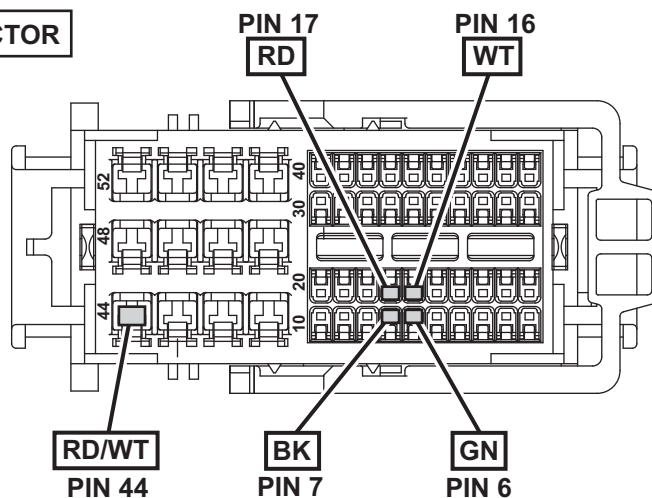 CTOR
PIN 17
RD
PIN 16
WT
52
40
30
48
20
44
10
RD/WT
PIN 44
BK
PIN 7
GN
PIN 6